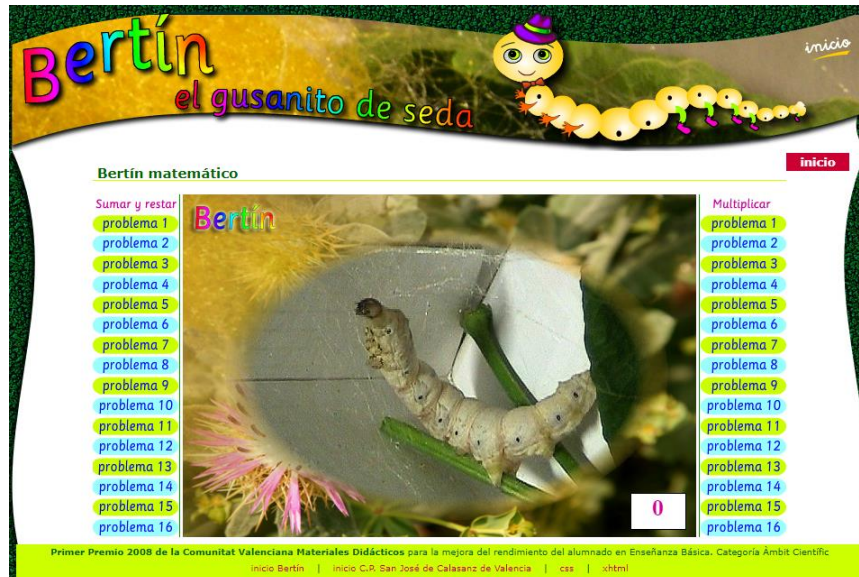 Bertín
el gusanito de seda
inicio
inicio
Bertín matemático
Sumar y restar
problema 1
problema 2
problema 3
problema 4
problema 5
problema 6
problema 7
problema 8
problema 9
problema 10
problema 11
problema 12
problema 13
problema 14
problema 15
problema 16
Bertín
0
Multiplicar
problema 1
problema 2
problema 3
problema 4
problema 5
problema 6
problema 7
problema 8
problema 9
problema 10
problema 11
problema 12
problema 13
problema 14
problema 15
problema 16
Primer Premio 2008 de la Comunitat Valenciana Materiales Didácticos para la mejora del rendimiento del alumnado en Enseñanza Básica. Categoría Àmbit Científic
inicio Bertín | inicio C.P. San José de Calasanz de Valencia | css | xhtml